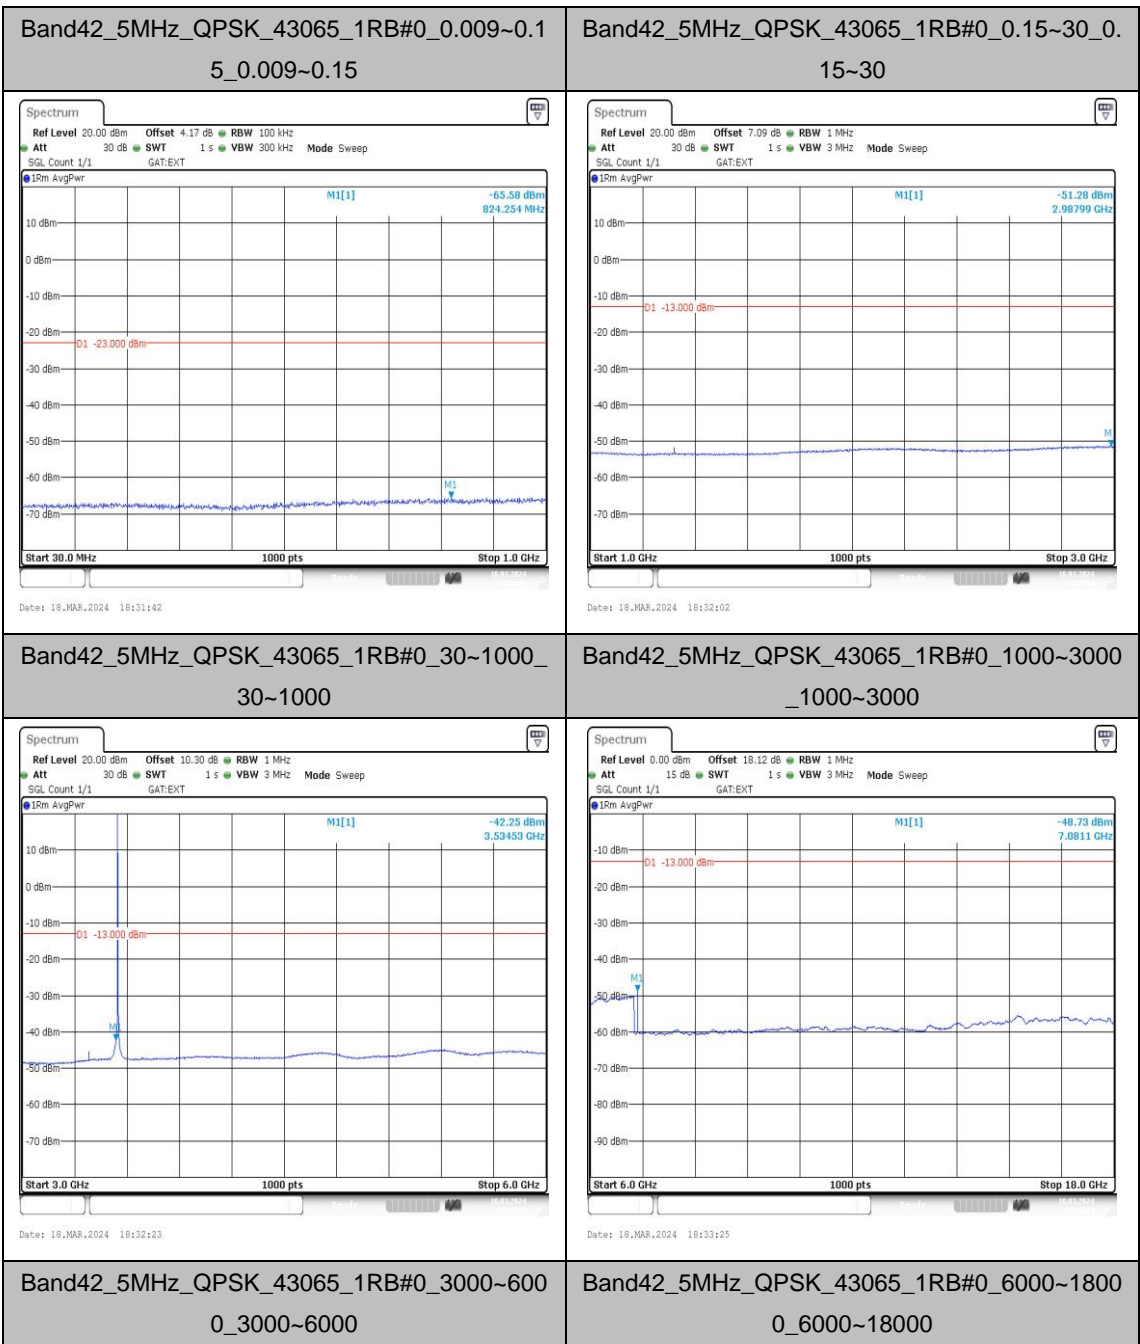 Band42_5MHz_QPSK_43065_1RB#0_0.009~0.1
5_0.009~0.15
Band42_5MHz_QPSK_43065_1RB#0_0.15~30_0.
15~30
Spectrum
Ref Level 20.00 dBm Offset 4.17 dB RBW 100 kHz
Att 30 dB SWT 1 s VBW 300 kHz Mode Sweep
SGL Count 1/1 GAT:EXT
1Rm AvgPwr
M1[1] -65.58 dBm
824.254 MHz
10 dBm
0 dBm
-10 dBm
-20 dBm
D1 -23.000 dBm
-30 dBm
-40 dBm
-50 dBm
-60 dBm
M1
-70 dBm
Start 30.0 MHz 1000 pts Stop 1.0 GHz
Date: 18.MAR.2024 18:31:42
Spectrum
Ref Level 20.00 dBm Offset 7.09 dB RBW 1 MHz
Att 30 dB SWT 1 s VBW 3 MHz Mode Sweep
SGL Count 1/1 GAT:EXT
1Rm AvgPwr
M1[1] -51.28 dBm
2.98799 GHz
10 dBm
0 dBm
-10 dBm
D1 -13.000 dBm
-20 dBm
-30 dBm
-40 dBm
M
-50 dBm
-60 dBm
-70 dBm
Start 1.0 GHz 1000 pts Stop 3.0 GHz
Date: 18.MAR.2024 18:32:02
Band42_5MHz_QPSK_43065_1RB#0_30~1000_
30~1000
Band42_5MHz_QPSK_43065_1RB#0_1000~3000
_1000~3000
Spectrum
Ref Level 20.00 dBm Offset 10.30 dB RBW 1 MHz
Att 30 dB SWT 1 s VBW 3 MHz Mode Sweep
SGL Count 1/1 GAT:EXT
1Rm AvgPwr
M1[1] -42.25 dBm
3.53453 GHz
10 dBm
0 dBm
-10 dBm
D1 -13.000 dBm
-20 dBm
-30 dBm
-40 dBm
-50 dBm
-60 dBm
-70 dBm
Start 3.0 GHz 1000 pts Stop 6.0 GHz
Date: 18.MAR.2024 18:32:23
Spectrum
Ref Level 0.00 dBm Offset 18.12 dB RBW 1 MHz
Att 15 dB SWT 1 s VBW 3 MHz Mode Sweep
SGL Count 1/1 GAT:EXT
1Rm AvgPwr
M1[1] -48.73 dBm
7.0811 GHz
-10 dBm
D1 -13.000 dBm
-20 dBm
-30 dBm
-40 dBm
M1
-50 dBm
-60 dBm
-70 dBm
-80 dBm
-90 dBm
Start 6.0 GHz 1000 pts Stop 18.0 GHz
Date: 18.MAR.2024 18:33:25
Band42_5MHz_QPSK_43065_1RB#0_3000~600
0_3000~6000
Band42_5MHz_QPSK_43065_1RB#0_6000~1800
0_6000~18000